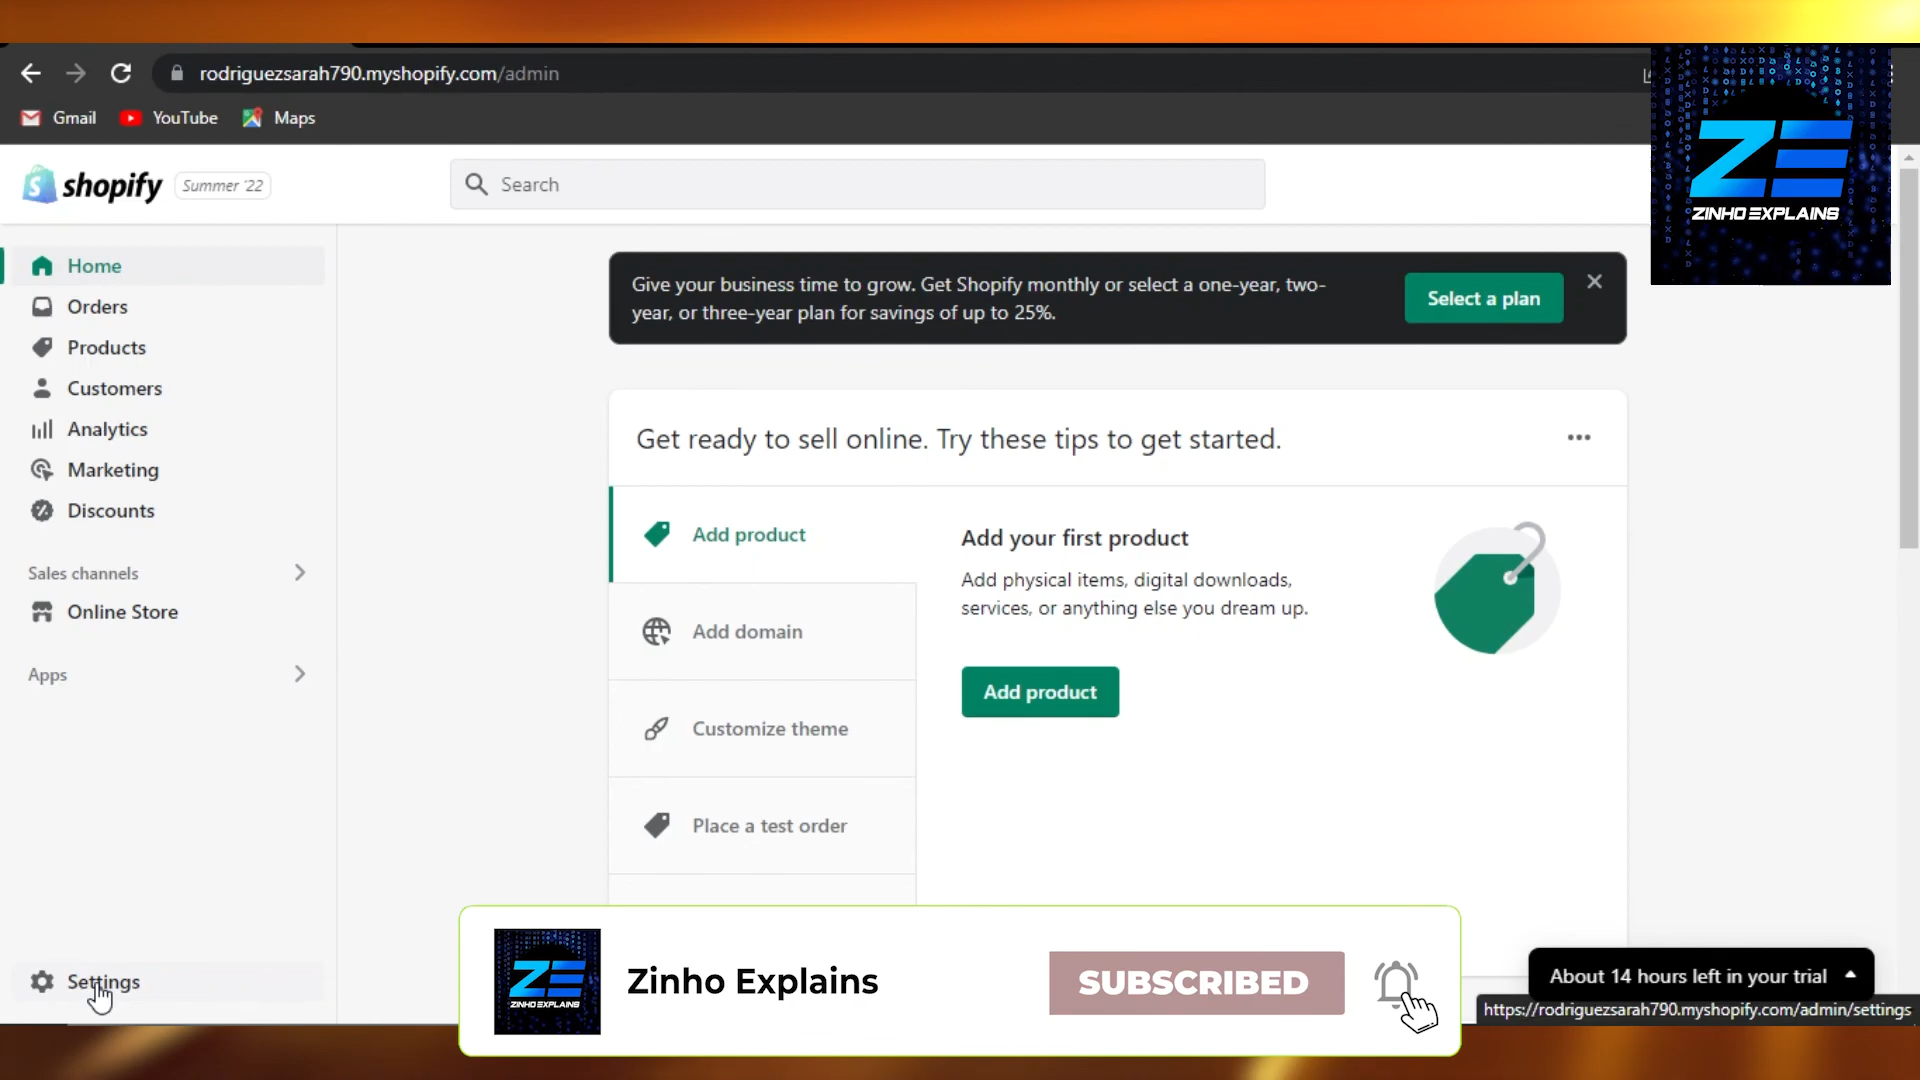 rodriguezsarah790.myshopify.com/admin
Gmail YouTube Maps
shopify Summer '22
Search
ZE
ZINHO EXPLAINS
Home
Orders
Products
Customers
Analytics
Marketing
Discounts
Sales channels
Online Store
Apps
Settings
Give your business time to grow. Get Shopify monthly or select a one-year, two-
year, or three-year plan for savings of up to 25%.
Select a plan
Get ready to sell online. Try these tips to get started.
Add product
Add domain
Customize theme
Place a test order
Add your first product
Add physical items, digital downloads,
services, or anything else you dream up.
Add product
ZE
ZINHO EXPLAINS
Zinho Explains
SUBSCRIBED
About 14 hours left in your trial
https://rodriguezsarah790.myshopify.com/admin/settings